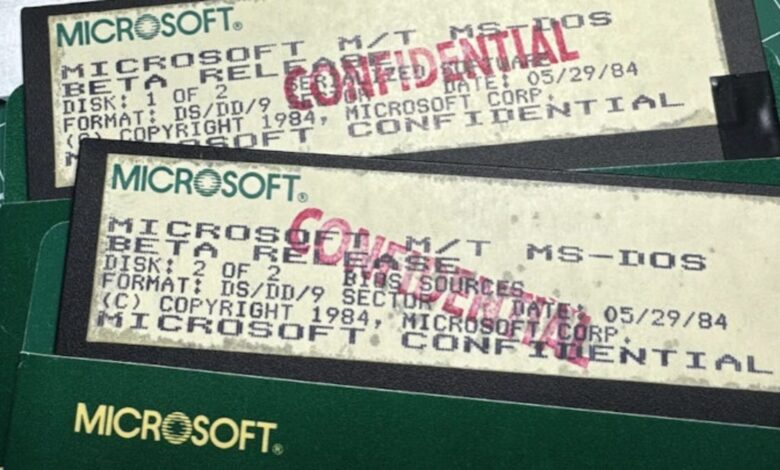 MICROSOFT®
MICROSOFT M/T MS-DOS
BETA RELEASE
CONFIDENTIAL
DISK: 1 OF 2 SERIALIZED SOFTWARE
FORMAT: DS/DD/9 DATE: 05/29/84
(C) COPYRIGHT 1984, MICROSOFT CORP.
MICROSOFT CONFIDENTIAL
MICROSOFT®
MICROSOFT M/T MS-DOS
BETA RELEASE
CONFIDENTIAL
DISK: 2 OF 2 BIOS SOURCES
FORMAT: DS/DD/9 SECTOR DATE: 05/29/84
(C) COPYRIGHT 1984, MICROSOFT CORP.
MICROSOFT CONFIDENTIAL
MICROSOFT®